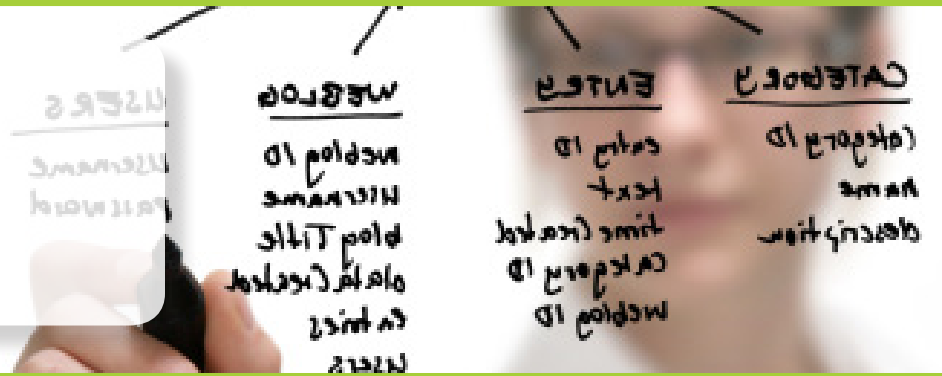 CATEGORY
Category ID
name
description
ENTRY
Entry ID
text
time Created
Category ID
Weblog ID
WEBLOG
weblog ID
Username
blog Title
date Created
Entries
Users
USERS
Username
Password